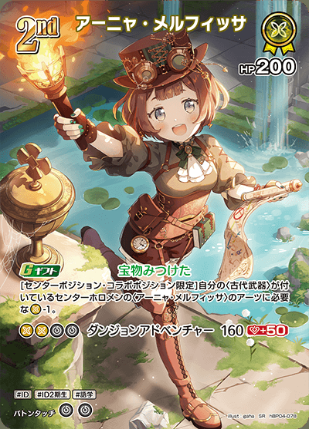 2nd
アーニャ・メルフィッサ
HP200
ギフト
宝物みつけた
[センターポジション・コラボポジション限定]自分の〈古代武器〉が付
いているセンターホロメンの〈アーニャ・メルフィッサ〉のアーツに必要
な -1。
ダンジョンアドベンチャー 160 +50
#ID #ID2期生 #語学
バトンタッチ
SR hBP04-078